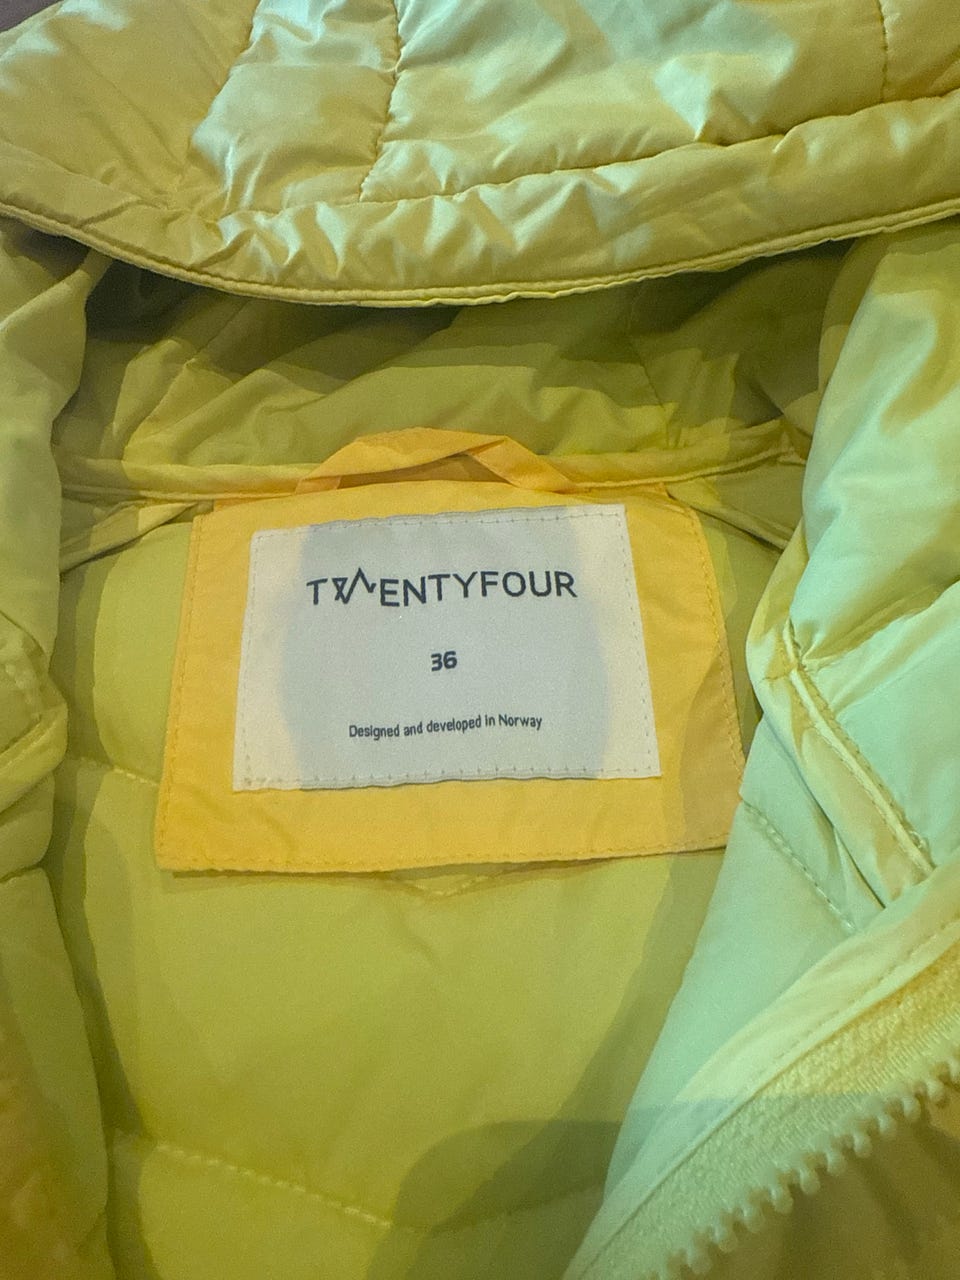 TWENTYFOUR
36
Designed and developed in Norway